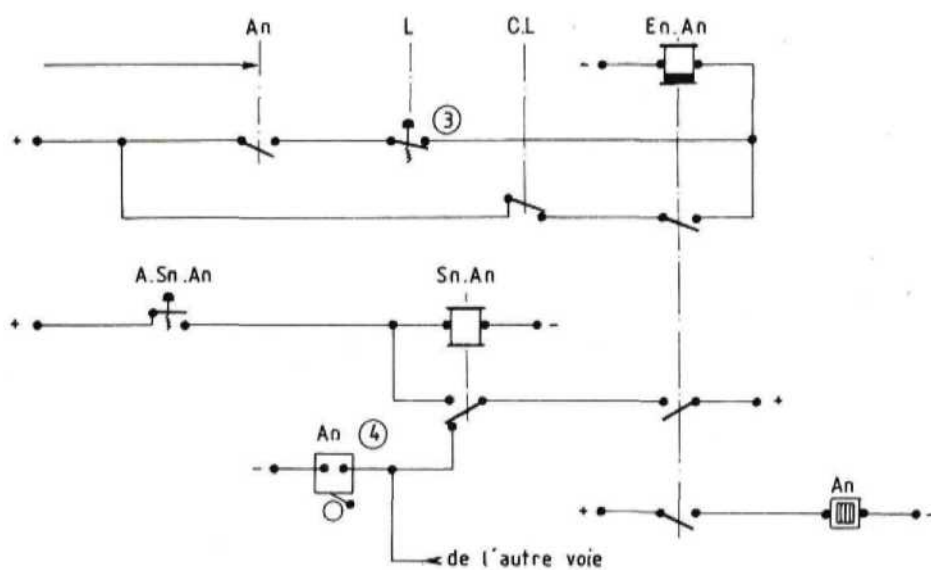 An L C.L En.An
-
3
+
A.Sn.An Sn.An
+ -
+
An 4
-
An
+ -
de l'autre voie